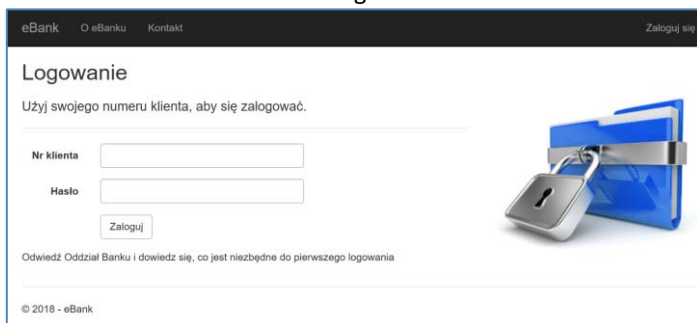 eBank O eBanku Kontakt Zaloguj się
Logowanie
Użyj swojego numeru klienta, aby się zalogować.
Nr klienta
Hasło
Zaloguj
Odwiedź Oddział Banku i dowiedz się, co jest niezbędne do pierwszego logowania
© 2018 - eBank